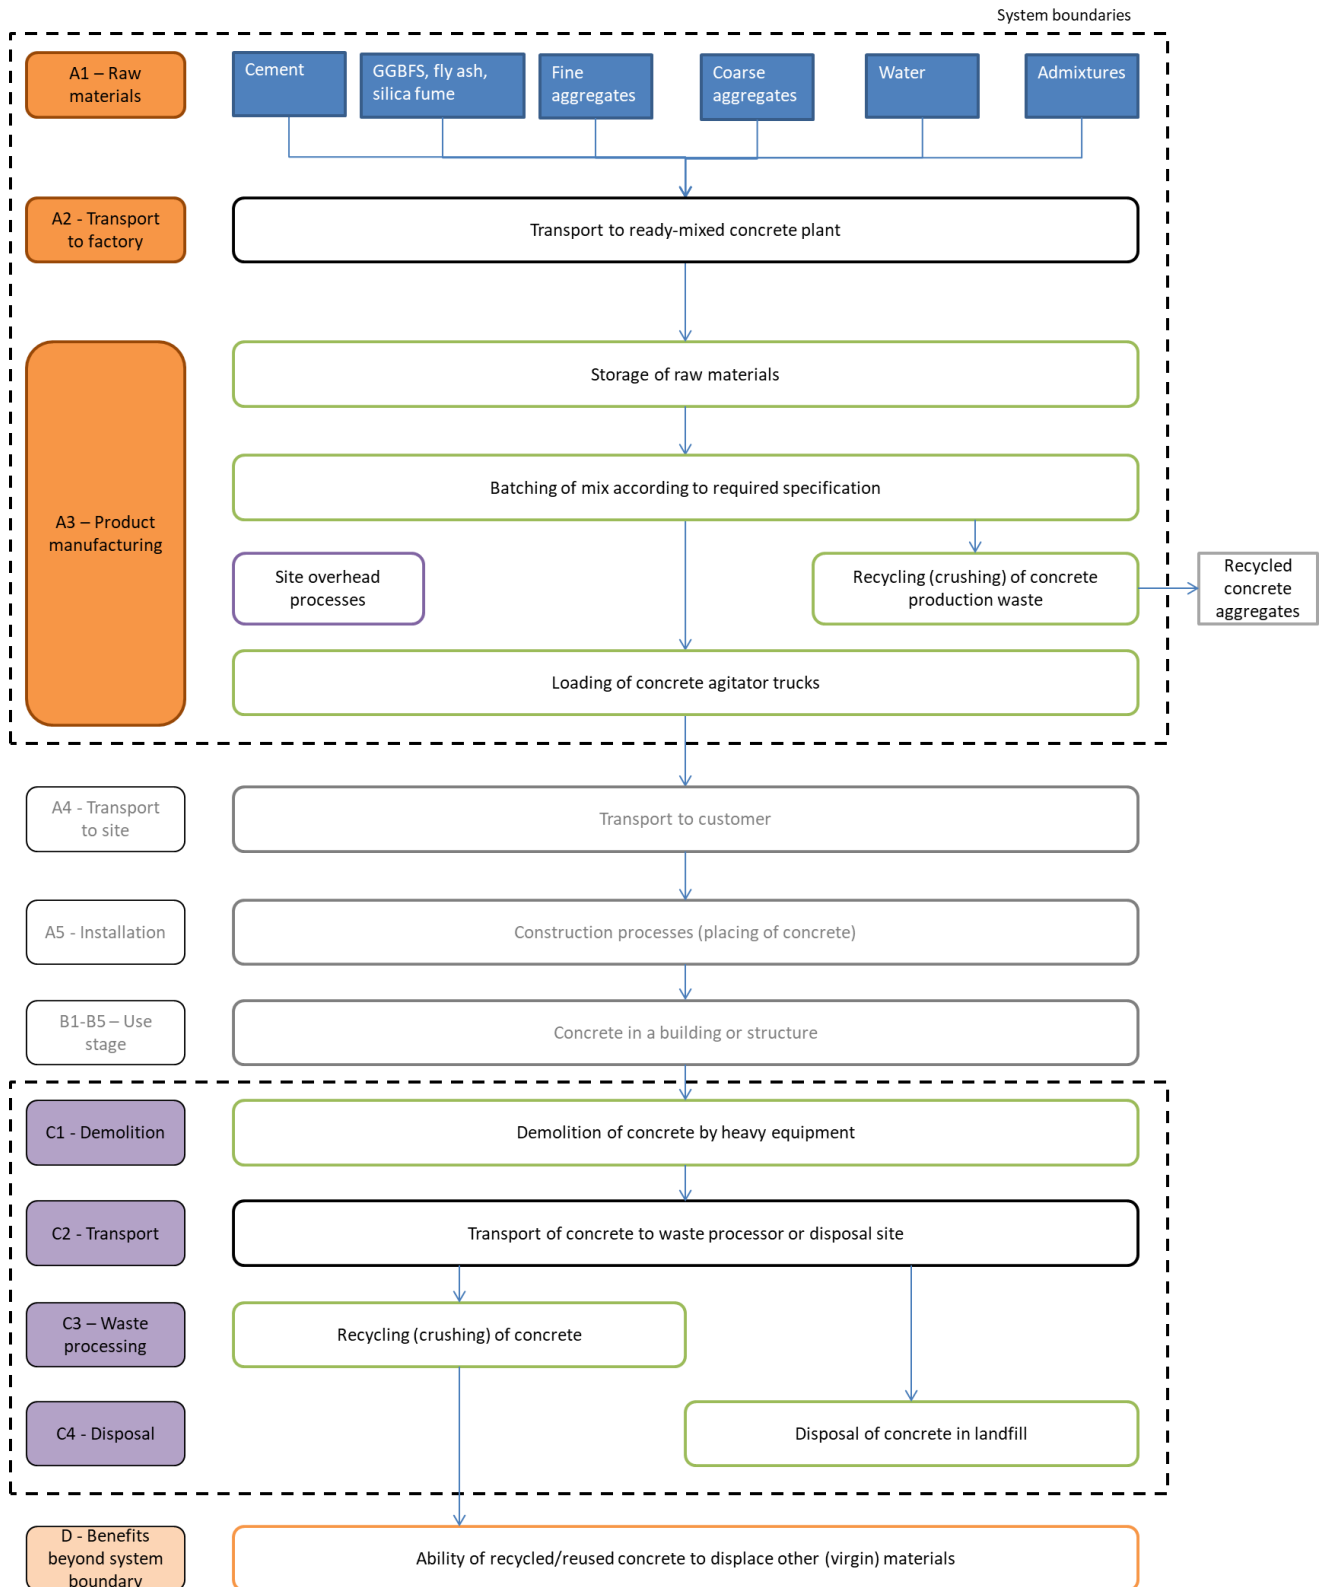 System boundaries
A1 – Raw
materials
Cement
GGBFS, fly ash,
silica fume
Fine
aggregates
Coarse
aggregates
Water
Admixtures
A2 - Transport
to factory
Transport to ready-mixed concrete plant
Storage of raw materials
Batching of mix according to required specification
A3 – Product
manufacturing
Site overhead
processes
Recycling (crushing) of concrete
production waste
Recycled
concrete
aggregates
Loading of concrete agitator trucks
A4 - Transport
to site
Transport to customer
A5 - Installation
Construction processes (placing of concrete)
B1-B5 – Use
stage
Concrete in a building or structure
C1 - Demolition
Demolition of concrete by heavy equipment
C2 - Transport
Transport of concrete to waste processor or disposal site
C3 – Waste
processing
Recycling (crushing) of concrete
C4 - Disposal
Disposal of concrete in landfill
D - Benefits
beyond system
boundary
Ability of recycled/reused concrete to displace other (virgin) materials